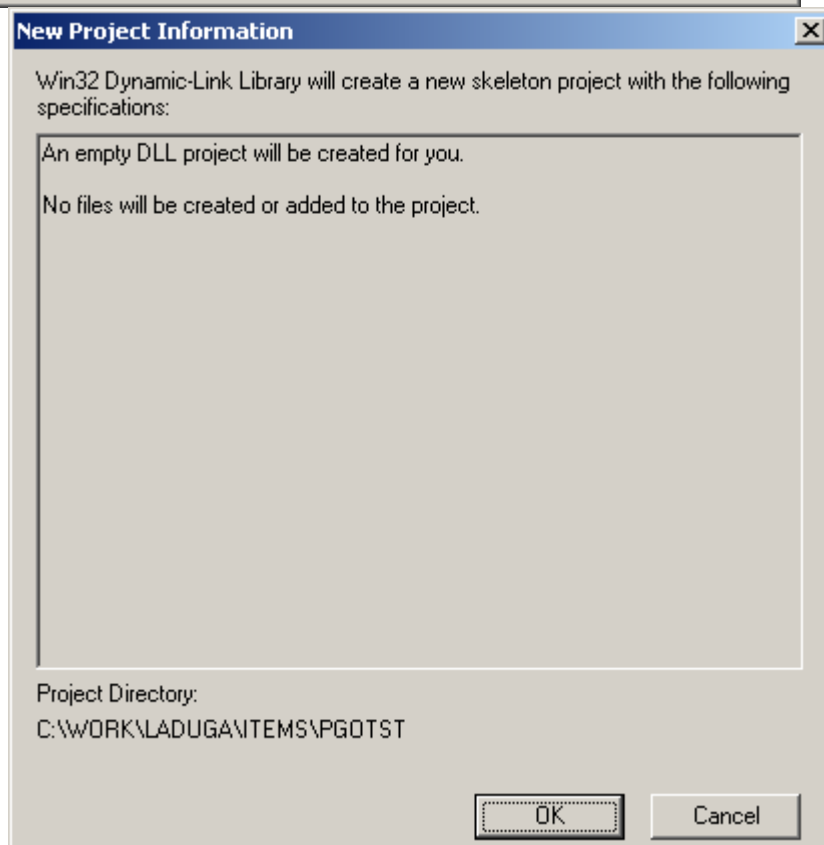 New Project Information
Win32 Dynamic-Link Library will create a new skeleton project with the following
specifications:
An empty DLL project will be created for you.
No files will be created or added to the project.
Project Directory:
C:\WORK\LADUGA\ITEMS\PGOTST
OK
Cancel